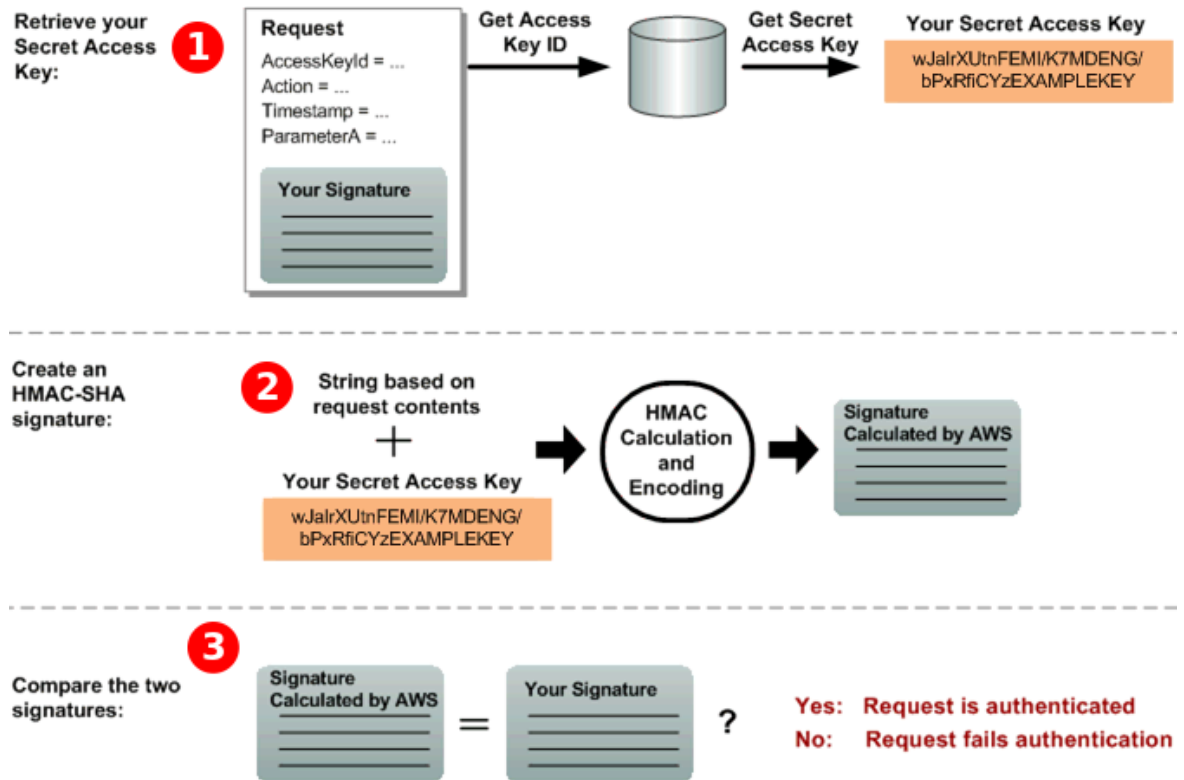 Retrieve your
Secret Access
Key:
1
Request
AccessKeyId = ...
Action = ...
Timestamp = ...
ParameterA = ...
Your Signature
Get Access
Key ID
Get Secret
Access Key
Your Secret Access Key
wJalrXUtnFEMI/K7MDENG/
bPxRfiCYzEXAMPLEKEY
Create an
HMAC-SHA
signature:
2
String based on
request contents
+
Your Secret Access Key
wJalrXUtnFEMI/K7MDENG/
bPxRfiCYzEXAMPLEKEY
HMAC
Calculation
and
Encoding
Signature
Calculated by AWS
3
Compare the two
signatures:
Signature
Calculated by AWS
=
Your Signature
?
Yes: Request is authenticated
No: Request fails authentication